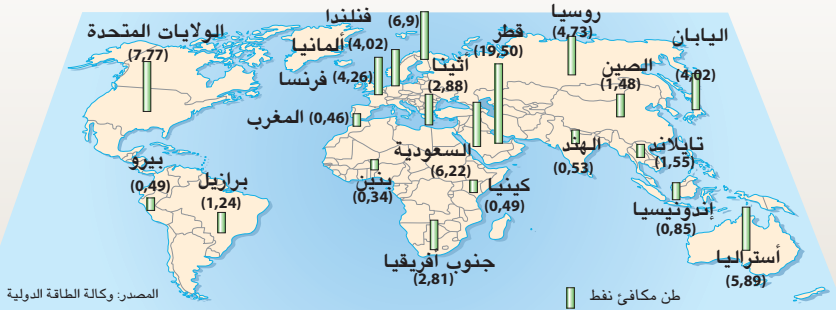 روسيا
(4,73)
اليابان
(4,02)
الصين
(1,48)
قطر
(19,50)
فنلندا
(6,9)
ألمانيا (4,02)
فرنسا (4,26)
اثينا
(2,88)
الولايات المتحدة
(7,77)
المغرب (0,46)
السعودية
(6,22)
الهند
(0,53)
تايلاند
(1,55)
بيرو
(0,49)
برازيل
(1,24)
بنين
(0,34)
كينيا
(0,49)
إندونيسيا
(0,85)
جنوب أفريقيا
(2,81)
أستراليا
(5,89)
طن مكافئ نفط
المصدر: وكالة الطاقة الدولية